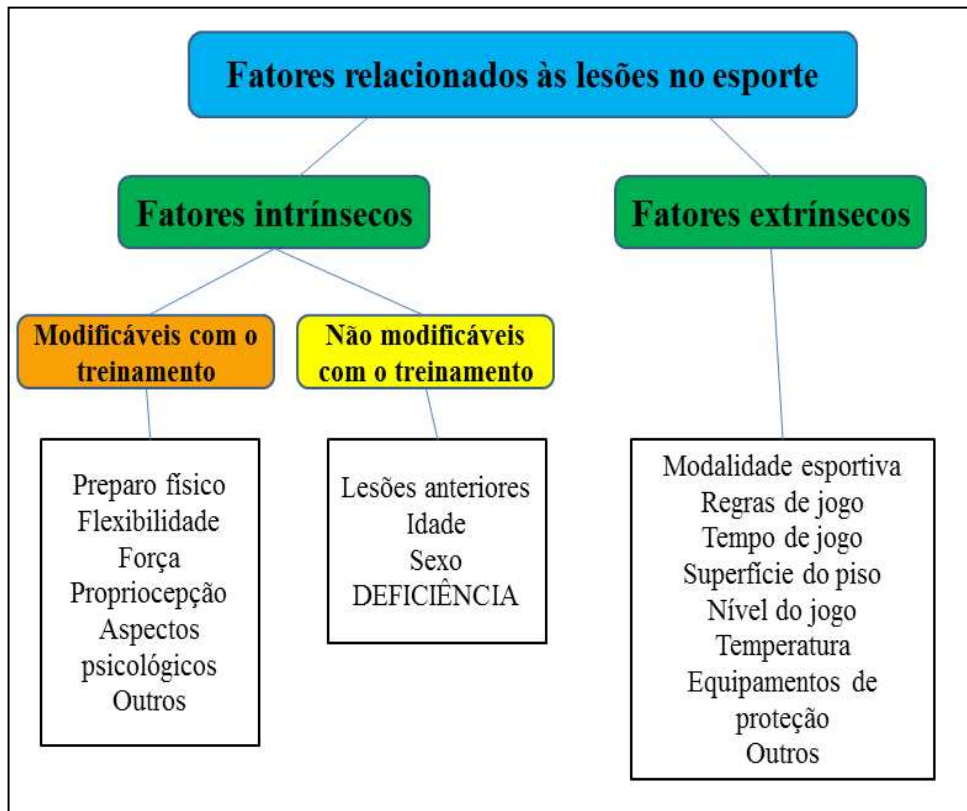 Fatores relacionados às lesões no esporte
Fatores intrínsecos
Fatores extrínsecos
Modificáveis com o
treinamento
Não modificáveis
com o treinamento
Preparo físico
Flexibilidade
Força
Propriocepção
Aspectos
psicológicos
Outros
Lesões anteriores
Idade
Sexo
DEFICIÊNCIA
Modalidade esportiva
Regras de jogo
Tempo de jogo
Superfície do piso
Nível do jogo
Temperatura
Equipamentos de
proteção
Outros